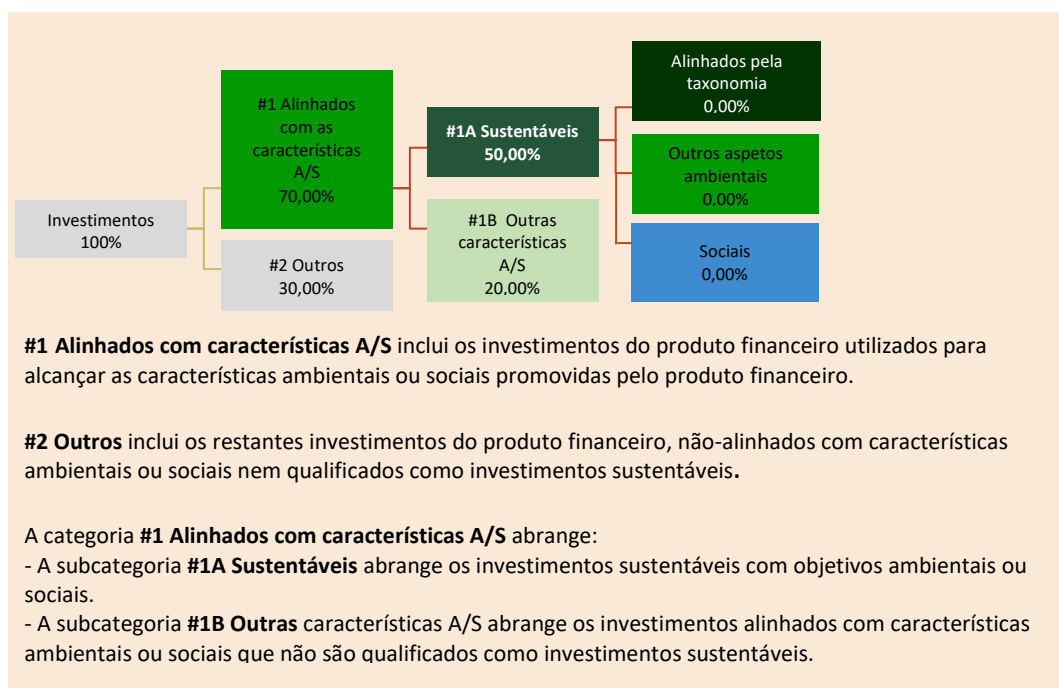 Investimentos
100%
#1 Alinhados
com as
características
A/S
70,00%
#2 Outros
30,00%
#1A Sustentáveis
50,00%
#1B Outras
características
A/S
20,00%
Alinhados pela
taxonomia
0,00%
Outros aspetos
ambientais
0,00%
Sociais
0,00%
#1 Alinhados com características A/S inclui os investimentos do produto financeiro utilizados para
alcançar as características ambientais ou sociais promovidas pelo produto financeiro.
#2 Outros inclui os restantes investimentos do produto financeiro, não-alinhados com características
ambientais ou sociais nem qualificados como investimentos sustentáveis.
A categoria #1 Alinhados com características A/S abrange:
- A subcategoria #1A Sustentáveis abrange os investimentos sustentáveis com objetivos ambientais ou
sociais.
- A subcategoria #1B Outras características A/S abrange os investimentos alinhados com características
ambientais ou sociais que não são qualificados como investimentos sustentáveis.